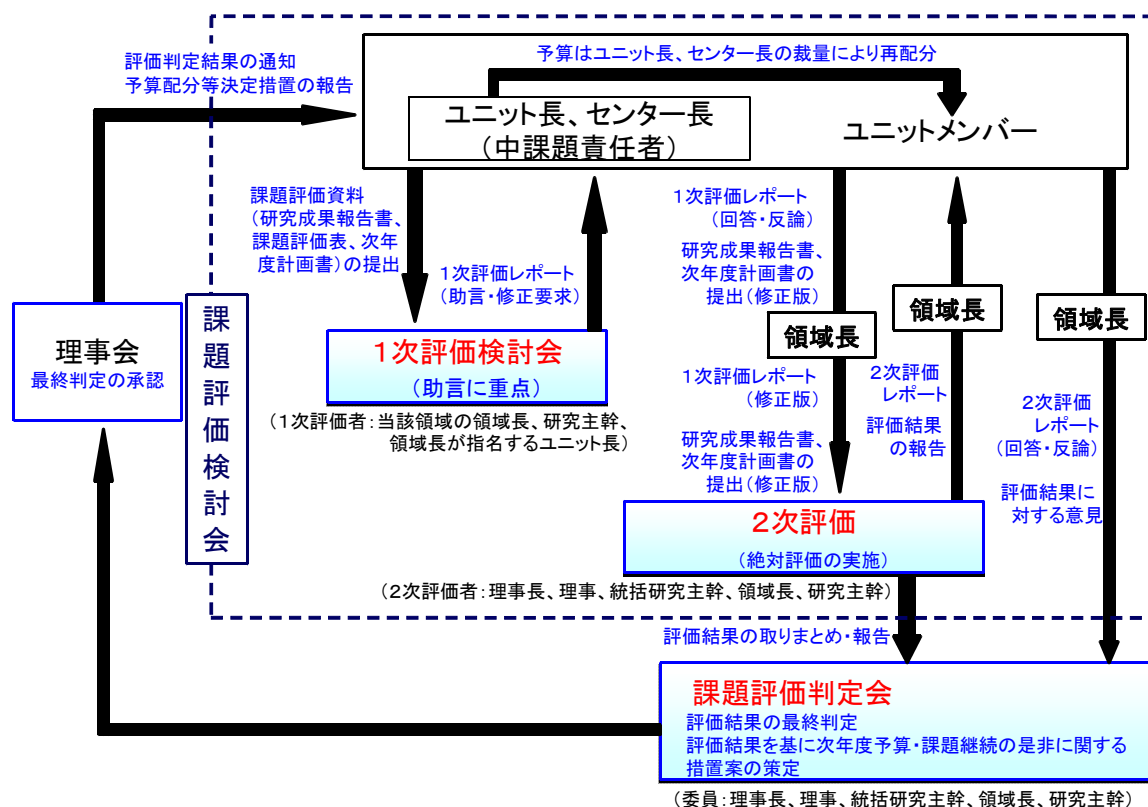 評価判定結果の通知
予算配分等決定措置の報告
予算はユニット長、センター長の裁量により再配分
ユニット長、センター長
（中課題責任者）
ユニットメンバー
課題評価資料
（研究成果報告書、
課題評価表、次年
度計画書）の提出
1次評価レポート
（助言・修正要求）
1次評価レポート
（回答・反論）
研究成果報告書、
次年度計画書の
提出（修正版）
領域長
領域長
領域長
課題評価検討会
理事会
最終判定の承認
１次評価検討会
（助言に重点）
（1次評価者：当該領域の領域長、研究主幹、
領域長が指名するユニット長）
1次評価レポート
（修正版）
研究成果報告書、
次年度計画書の
提出（修正版）
2次評価
レポート
評価結果
の報告
2次評価
レポート
（回答・反論）
評価結果に
対する意見
２次評価
（絶対評価の実施）
（2次評価者：理事長、理事、統括研究主幹、領域長、研究主幹）
評価結果の取りまとめ・報告
課題評価判定会
評価結果の最終判定
評価結果を基に次年度予算・課題継続の是非に関する
措置案の策定
（委員：理事長、理事、統括研究主幹、領域長、研究主幹）